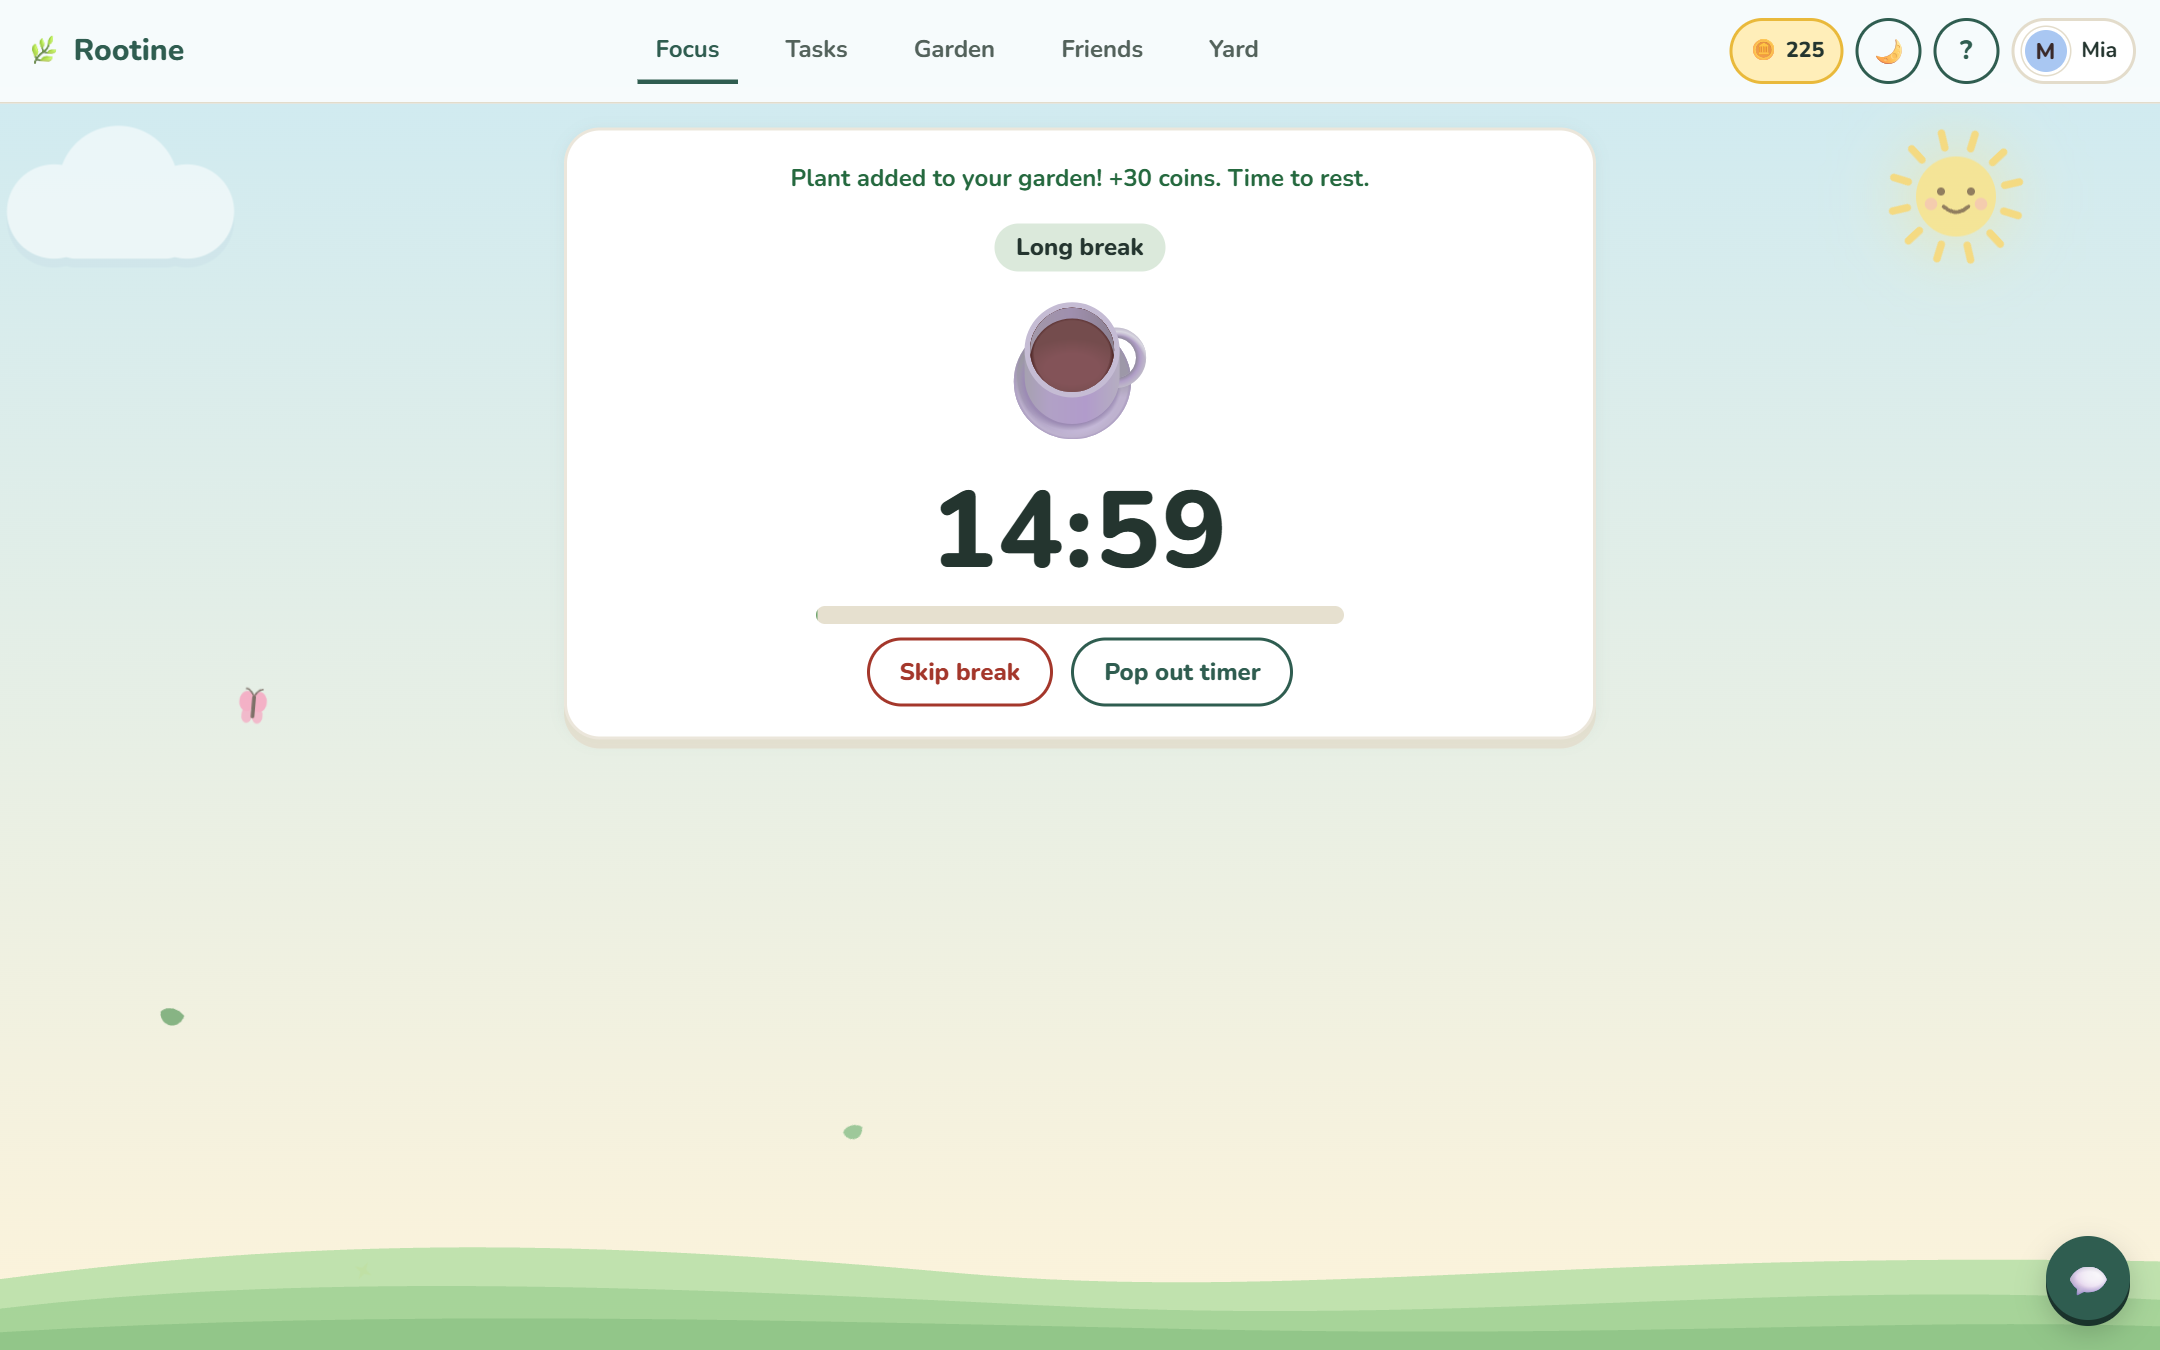 Rootine
Focus
Tasks
Garden
Friends
Yard
225
?
M
Mia
Plant added to your garden! +30 coins. Time to rest.
Long break
14:59
Skip break
Pop out timer